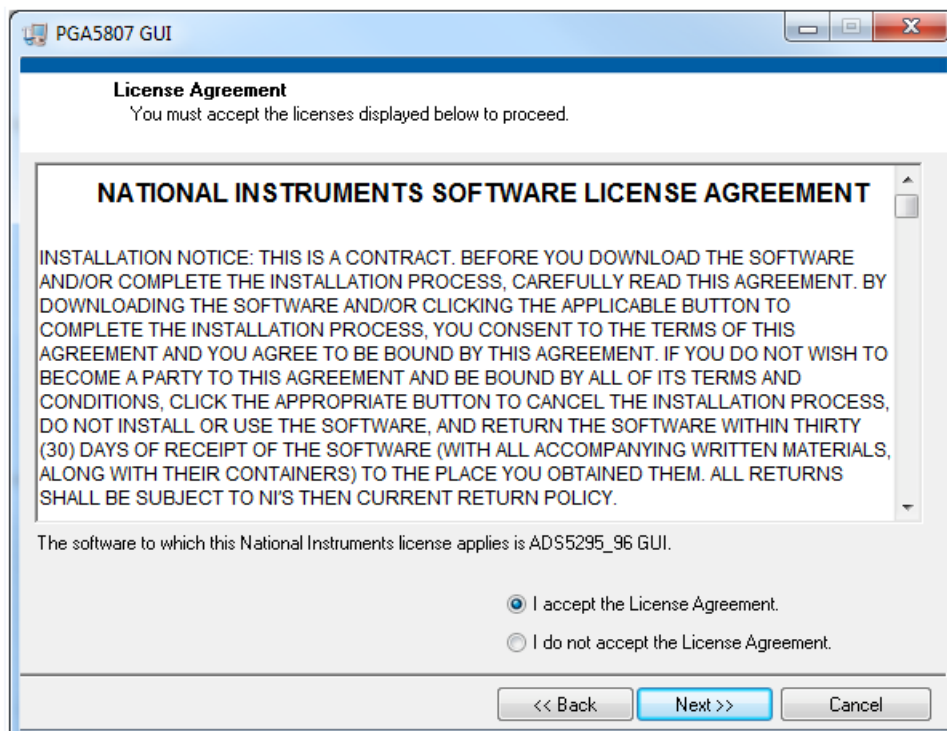 PGA5807 GUI
License Agreement
You must accept the licenses displayed below to proceed.
NATIONAL INSTRUMENTS SOFTWARE LICENSE AGREEMENT
INSTALLATION NOTICE: THIS IS A CONTRACT. BEFORE YOU DOWNLOAD THE SOFTWARE
AND/OR COMPLETE THE INSTALLATION PROCESS, CAREFULLY READ THIS AGREEMENT. BY
DOWNLOADING THE SOFTWARE AND/OR CLICKING THE APPLICABLE BUTTON TO
COMPLETE THE INSTALLATION PROCESS, YOU CONSENT TO THE TERMS OF THIS
AGREEMENT AND YOU AGREE TO BE BOUND BY THIS AGREEMENT. IF YOU DO NOT WISH TO
BECOME A PARTY TO THIS AGREEMENT AND BE BOUND BY ALL OF ITS TERMS AND
CONDITIONS, CLICK THE APPROPRIATE BUTTON TO CANCEL THE INSTALLATION PROCESS,
DO NOT INSTALL OR USE THE SOFTWARE, AND RETURN THE SOFTWARE WITHIN THIRTY
(30) DAYS OF RECEIPT OF THE SOFTWARE (WITH ALL ACCOMPANYING WRITTEN MATERIALS,
ALONG WITH THEIR CONTAINERS) TO THE PLACE YOU OBTAINED THEM. ALL RETURNS
SHALL BE SUBJECT TO NI'S THEN CURRENT RETURN POLICY.
The software to which this National Instruments license applies is ADS5295_96 GUI.
I accept the License Agreement.
I do not accept the License Agreement.
<< Back Next >> Cancel